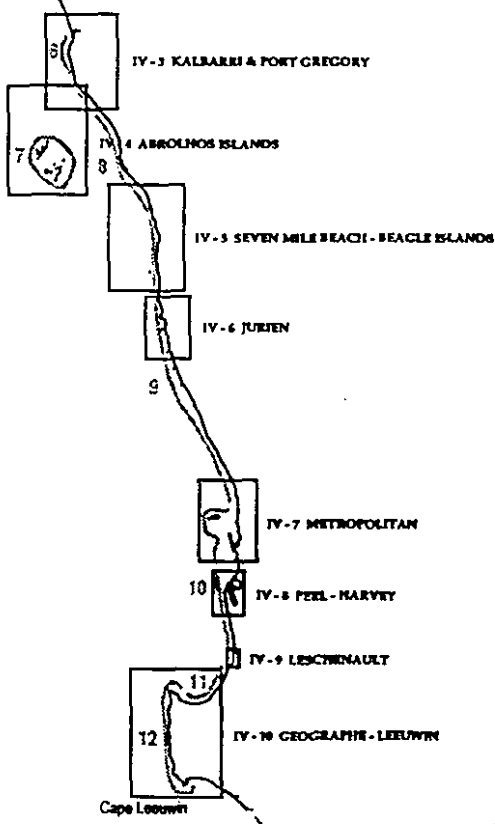 6
IV-3 KALBARRI & PORT GREGORY
7
IV-4 ABROLHOS ISLANDS
8
IV-5 SEVEN MILE BEACH - BEAGLE ISLANDS
IV-6 JURIEN
9
IV-7 METROPOLITAN
10
IV-8 PEEL - HARVEY
IV-9 LESCHENAULT
11
12
IV-10 GEOGRAPHE - LEEUWIN
Cape Leeuwin